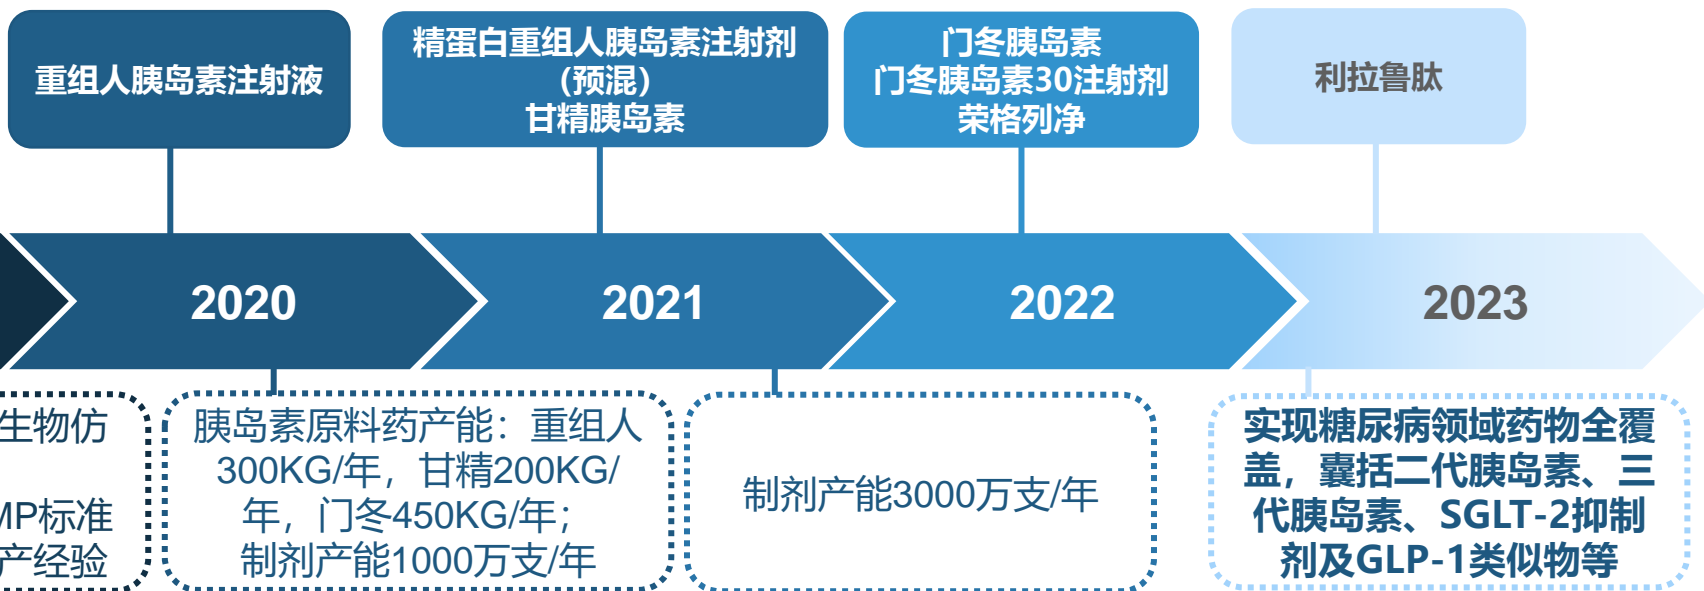 重组人胰岛素注射液
精蛋白重组人胰岛素注射剂
（预混）
甘精胰岛素
门冬胰岛素
门冬胰岛素30注射剂
荣格列净
利拉鲁肽
2020
2021
2022
2023
生物仿
MP标准
产经验
胰岛素原料药产能：重组人
300KG/年，甘精200KG/
年，门冬450KG/年；
制剂产能1000万支/年
制剂产能3000万支/年
实现糖尿病领域药物全覆
盖，囊括二代胰岛素、三
代胰岛素、SGLT-2抑制
剂及GLP-1类似物等